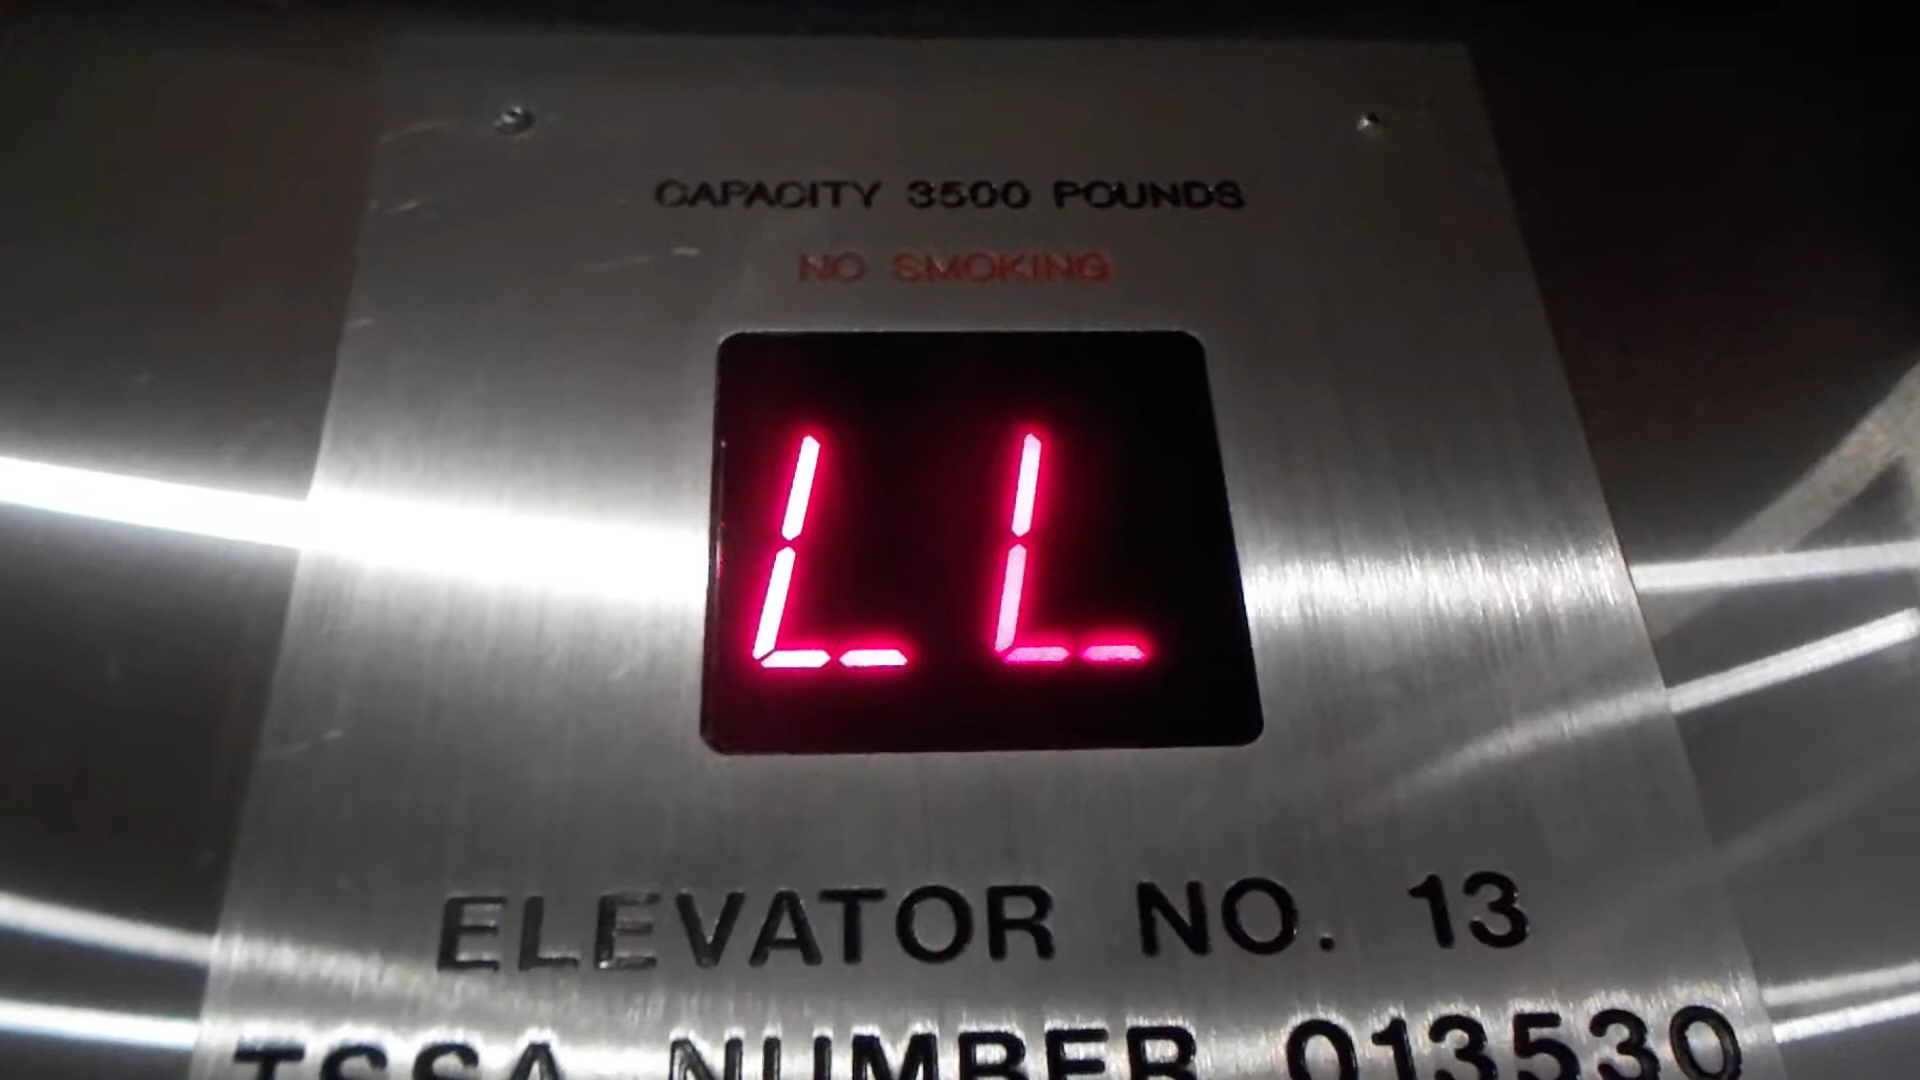 CAPACITY 3500 POUNDS
NO SMOKING
LL
ELEVATOR NO. 13
TSSA NUMBER 013530